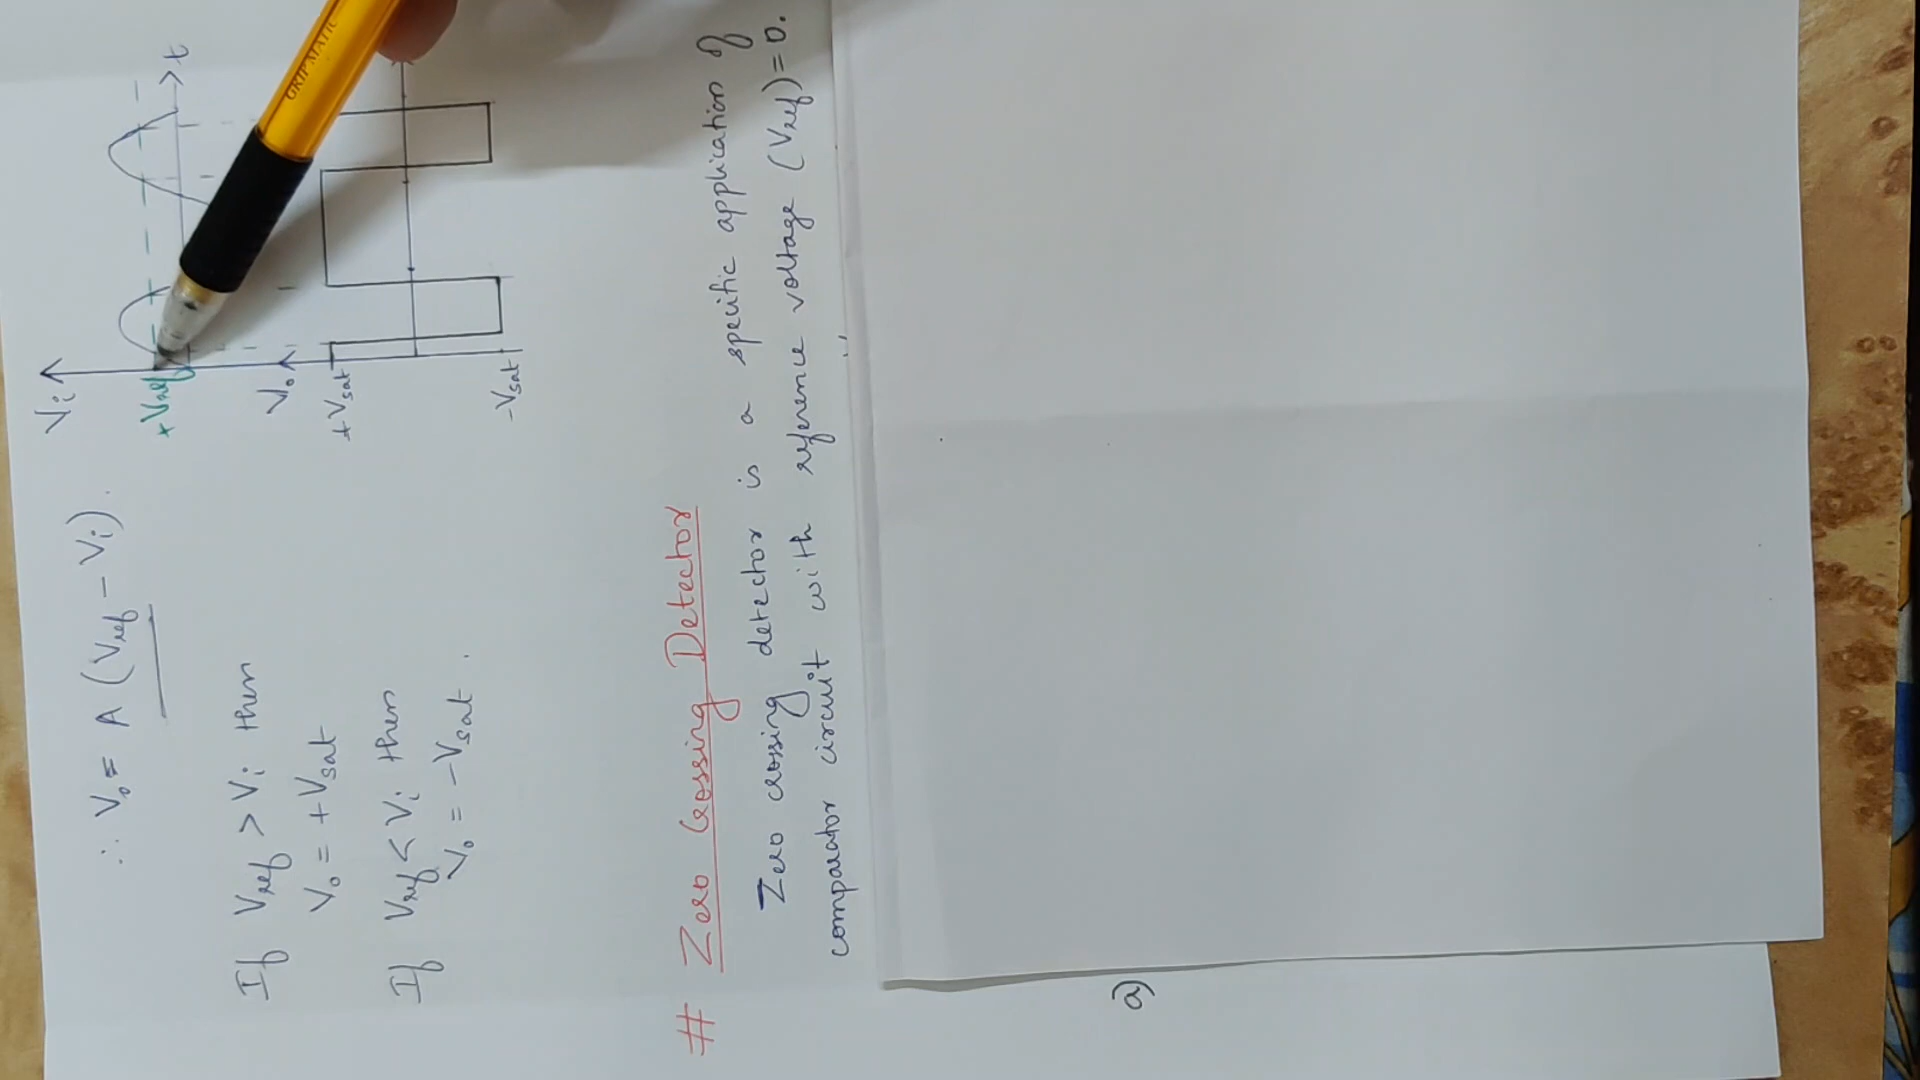 ∴ V₀ = A (Vref - Vi).
If Vref > Vi then
V₀ = + Vsat
If Vref < Vi then
V₀ = - Vsat.
Vi
+ Vref
t
V₀
+ Vsat
- Vsat
GRIPMATIC
# Zero Crossing Detector
Zero crossing detector is a specific application of
comparator circuit with reference voltage (Vref) = 0.
a)